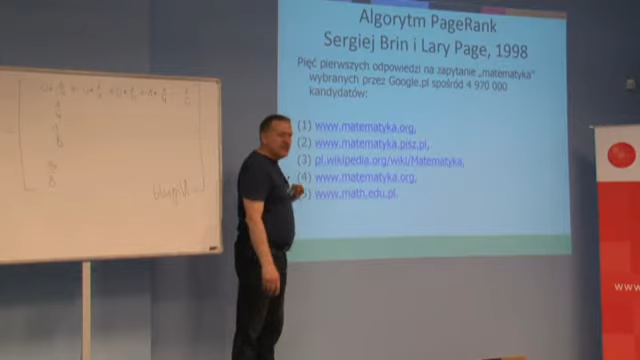 Algorytm PageRank
Sergiej Brin i Lary Page, 1998
Pięć pierwszych odpowiedzi na zapytanie „matematyka"
wybranych przez Google.pl spośród 4 970 000
kandydatów:
(1) www.matematyka.org,
(2) www.matematyka.pisz.pl,
(3) pl.wikipedia.org/wiki/Matematyka,
(4) www.matematyka.org,
www.math.edu.pl.
www